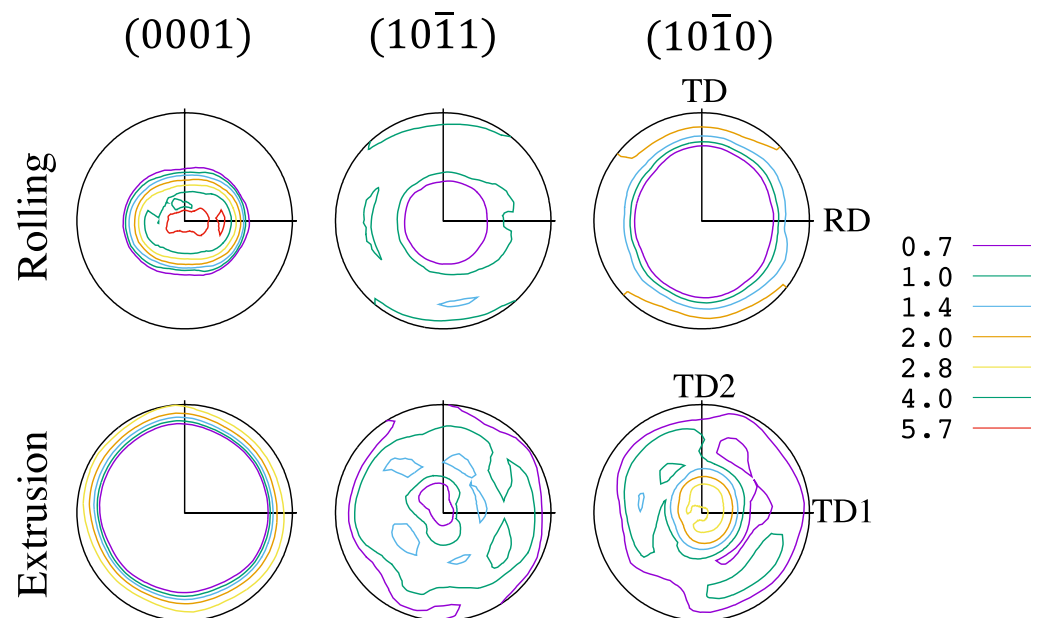 (0001) (101̅1) (101̅0)
TD
Rolling
RD
0.7
1.0
1.4
2.0
2.8
4.0
5.7
TD2
Extrusion
TD1